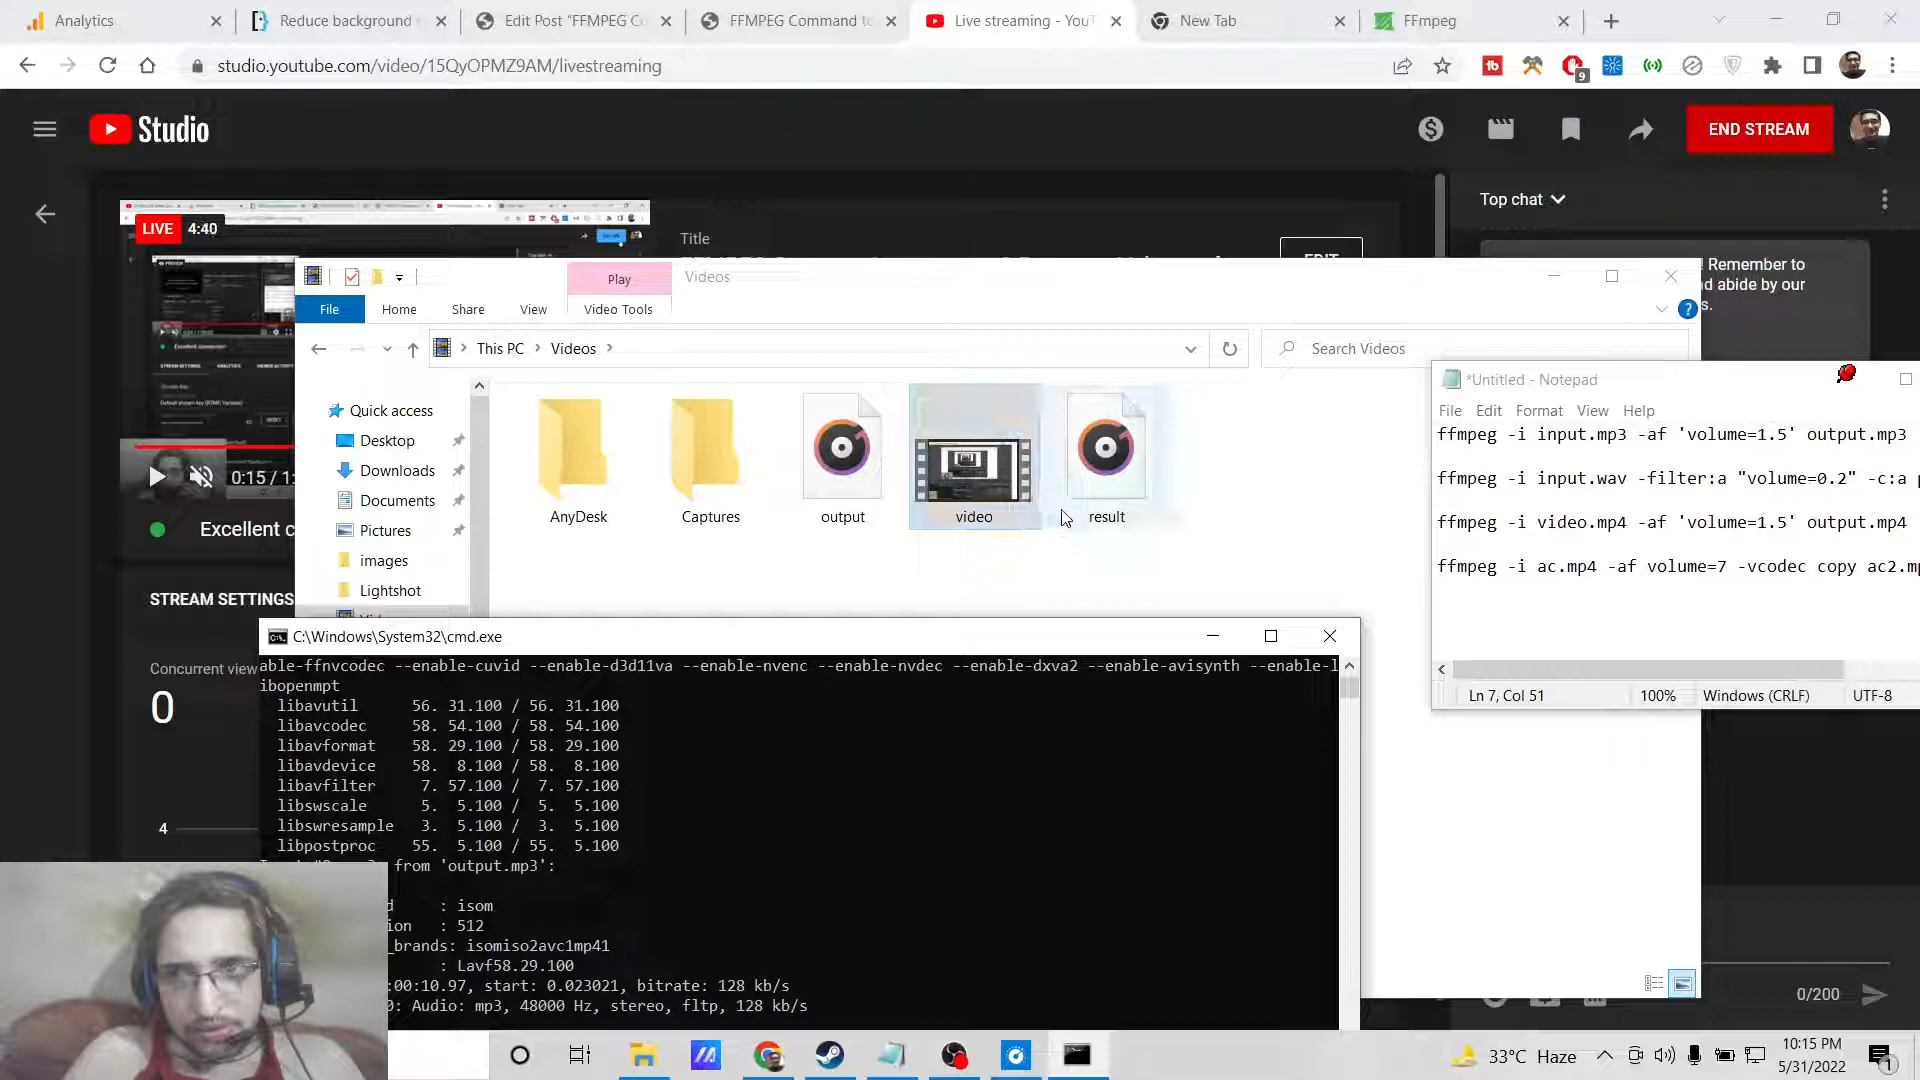 Analytics
Reduce background
Edit Post "FFMPEG Co
FFMPEG Command to
Live streaming - YouT
New Tab
FFmpeg
studio.youtube.com/video/15QyOPMZ9AM/livestreaming
9
Studio
END STREAM
LIVE 4:40
Title
Top chat
! Remember to
nd abide by our
s.
Play
Videos
File
Home
Share
View
Video Tools
This PC
Videos
Search Videos
Quick access
Desktop
Downloads
Documents
Pictures
images
Lightshot
AnyDesk
Captures
output
video
result
0:15 / 1:
Excellent c
STREAM SETTINGS
Concurrent view
0
4
*Untitled - Notepad
File
Edit
Format
View
Help
ffmpeg -i input.mp3 -af 'volume=1.5' output.mp3
ffmpeg -i input.wav -filter:a "volume=0.2" -c:a p
ffmpeg -i video.mp4 -af 'volume=1.5' output.mp4
ffmpeg -i ac.mp4 -af volume=7 -vcodec copy ac2.mp
Ln 7, Col 51
100%
Windows (CRLF)
UTF-8
C:\Windows\System32\cmd.exe
able-ffnvcodec --enable-cuvid --enable-d3d11va --enable-nvenc --enable-nvdec --enable-dxva2 --enable-avisynth --enable-l
ibopenmpt
libavutil 56. 31.100 / 56. 31.100
libavcodec 58. 54.100 / 58. 54.100
libavformat 58. 29.100 / 58. 29.100
libavdevice 58. 8.100 / 58. 8.100
libavfilter 7. 57.100 / 7. 57.100
libswscale 5. 5.100 / 5. 5.100
libswresample 3. 5.100 / 3. 5.100
libpostproc 55. 5.100 / 55. 5.100
from 'output.mp3':
d : isom
ion : 512
_brands: isomiso2avc1mp41
: Lavf58.29.100
:00:10.97, start: 0.023021, bitrate: 128 kb/s
0: Audio: mp3, 48000 Hz, stereo, fltp, 128 kb/s
0/200
33°C Haze
10:15 PM
5/31/2022
1